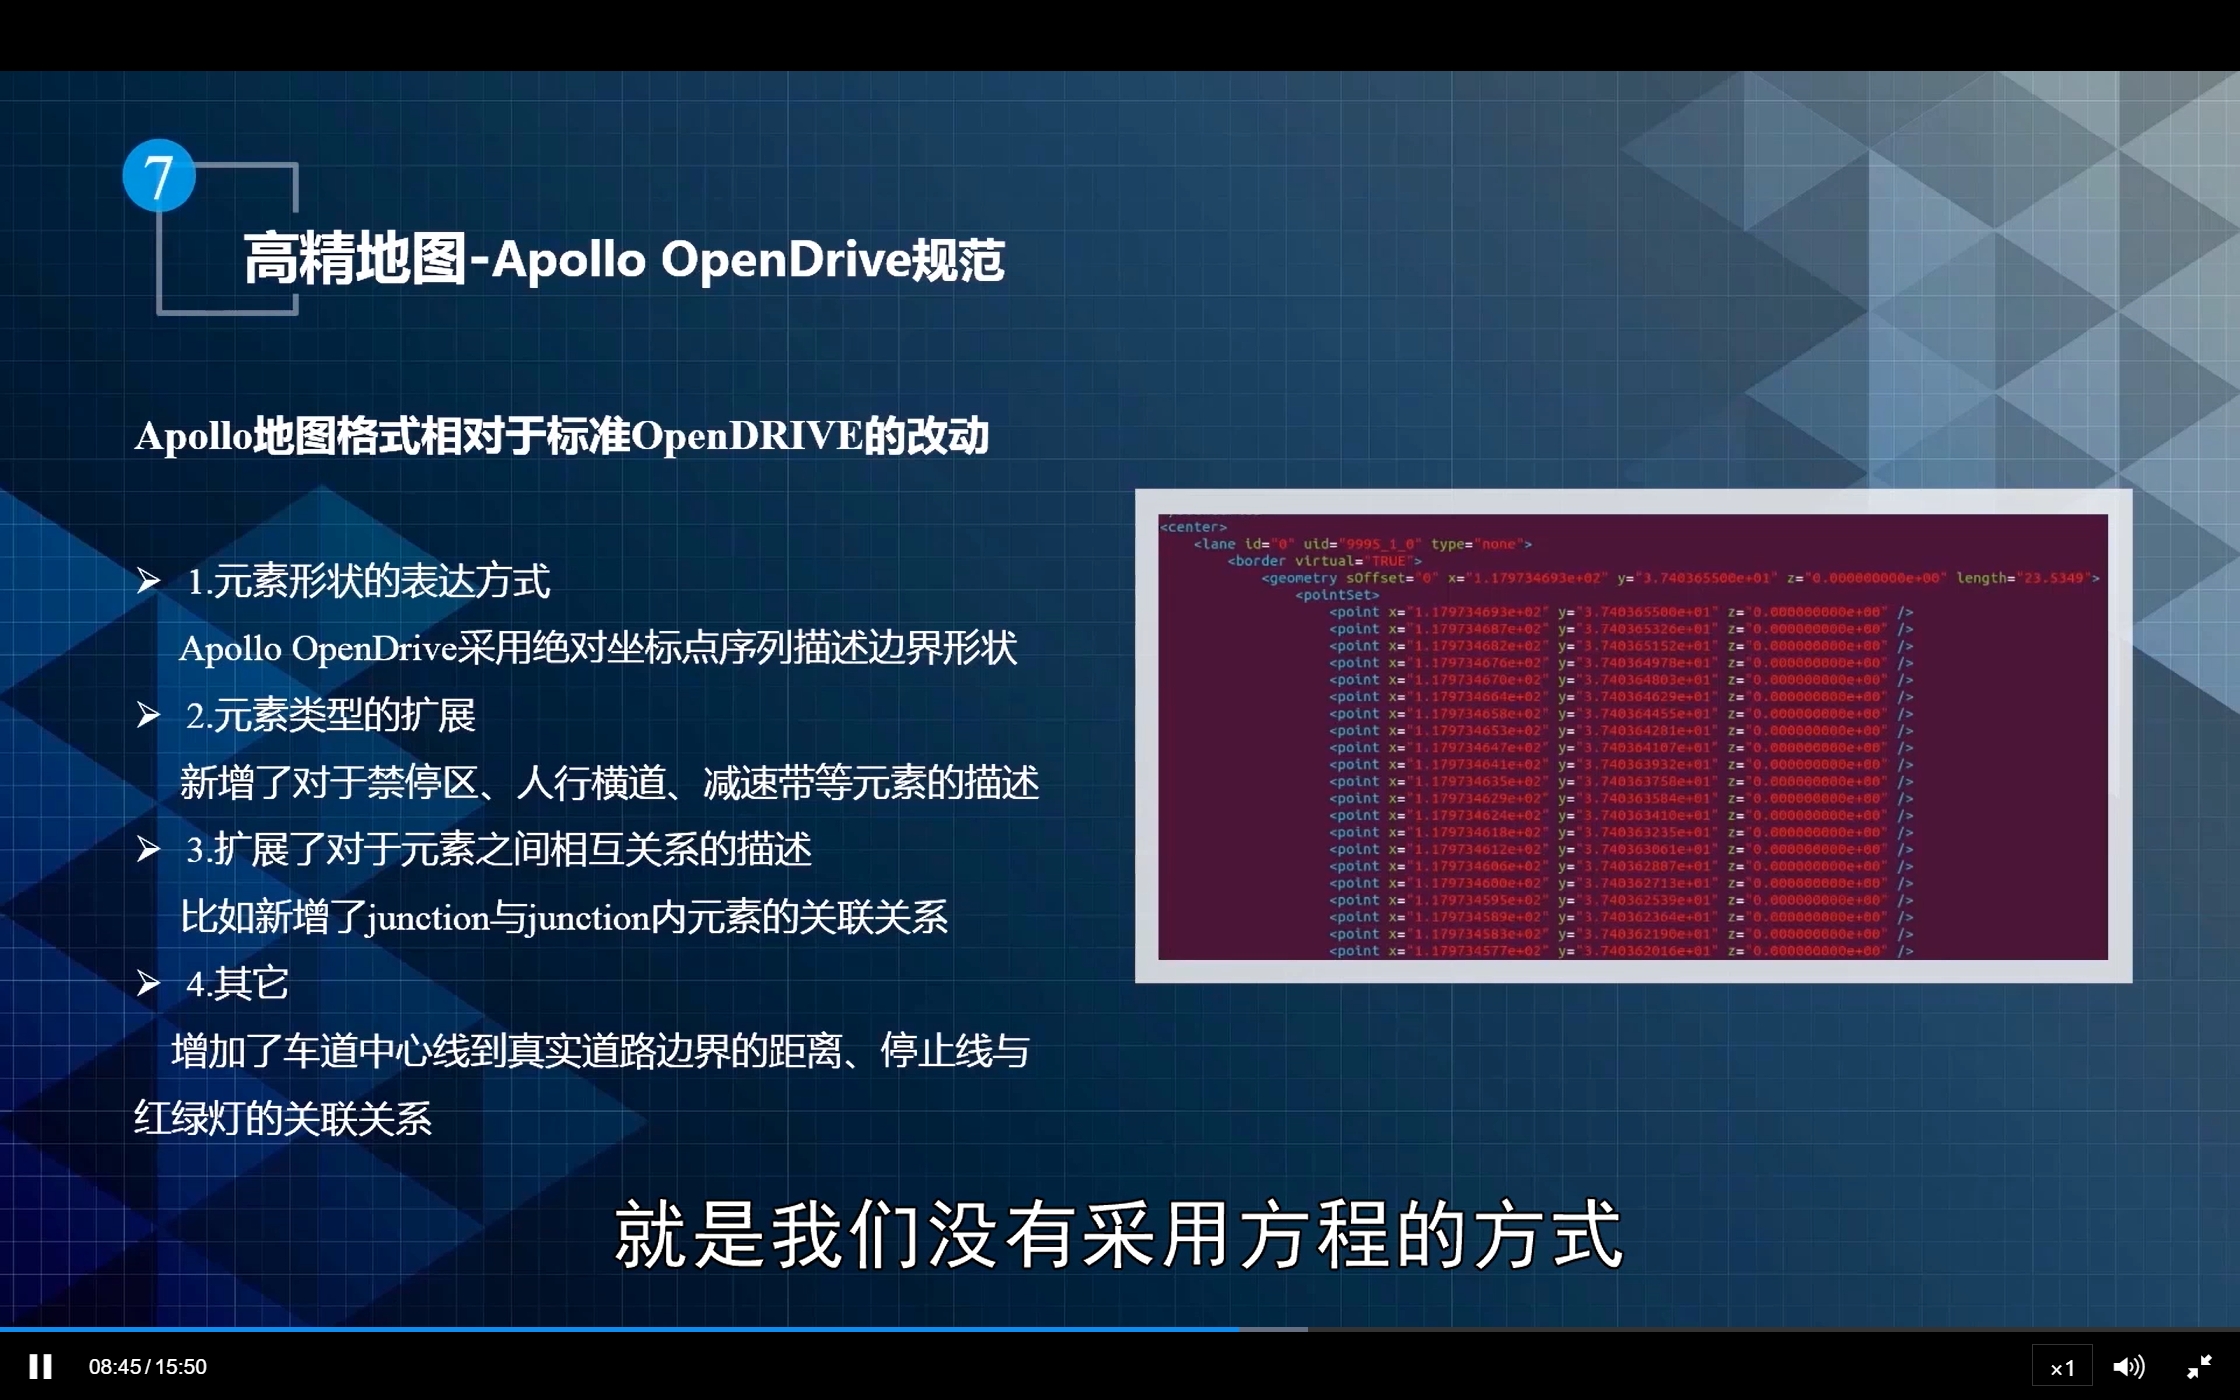 7
高精地图-Apollo OpenDrive规范
Apollo地图格式相对于标准OpenDRIVE的改动
➢ 1.元素形状的表达方式
Apollo OpenDrive采用绝对坐标点序列描述边界形状
➢ 2.元素类型的扩展
新增了对于禁停区、人行横道、减速带等元素的描述
➢ 3.扩展了对于元素之间相互关系的描述
比如新增了junction与junction内元素的关联关系
➢ 4.其它
增加了车道中心线到真实道路边界的距离、停止线与
红绿灯的关联关系
<center>
<lane id="0" uid="9995_1_0" type="none">
<border virtual="TRUE">
<geometry sOffset="0" x="1.179734693e+02" y="3.740365500e+01" z="0.000000000e+00" length="23.5349">
<pointSet>
<point x="1.179734693e+02" y="3.740365500e+01" z="0.000000000e+00" />
<point x="1.179734687e+02" y="3.740365326e+01" z="0.000000000e+00" />
<point x="1.179734682e+02" y="3.740365152e+01" z="0.000000000e+00" />
<point x="1.179734676e+02" y="3.740364978e+01" z="0.000000000e+00" />
<point x="1.179734670e+02" y="3.740364803e+01" z="0.000000000e+00" />
<point x="1.179734664e+02" y="3.740364629e+01" z="0.000000000e+00" />
<point x="1.179734658e+02" y="3.740364455e+01" z="0.000000000e+00" />
<point x="1.179734653e+02" y="3.740364281e+01" z="0.000000000e+00" />
<point x="1.179734647e+02" y="3.740364107e+01" z="0.000000000e+00" />
<point x="1.179734641e+02" y="3.740363932e+01" z="0.000000000e+00" />
<point x="1.179734635e+02" y="3.740363758e+01" z="0.000000000e+00" />
<point x="1.179734629e+02" y="3.740363584e+01" z="0.000000000e+00" />
<point x="1.179734624e+02" y="3.740363410e+01" z="0.000000000e+00" />
<point x="1.179734618e+02" y="3.740363235e+01" z="0.000000000e+00" />
<point x="1.179734612e+02" y="3.740363061e+01" z="0.000000000e+00" />
<point x="1.179734606e+02" y="3.740362887e+01" z="0.000000000e+00" />
<point x="1.179734600e+02" y="3.740362713e+01" z="0.000000000e+00" />
<point x="1.179734595e+02" y="3.740362539e+01" z="0.000000000e+00" />
<point x="1.179734589e+02" y="3.740362364e+01" z="0.000000000e+00" />
<point x="1.179734583e+02" y="3.740362190e+01" z="0.000000000e+00" />
<point x="1.179734577e+02" y="3.740362016e+01" z="0.000000000e+00" />
就是我们没有采用方程的方式
08:45/15:50
×1